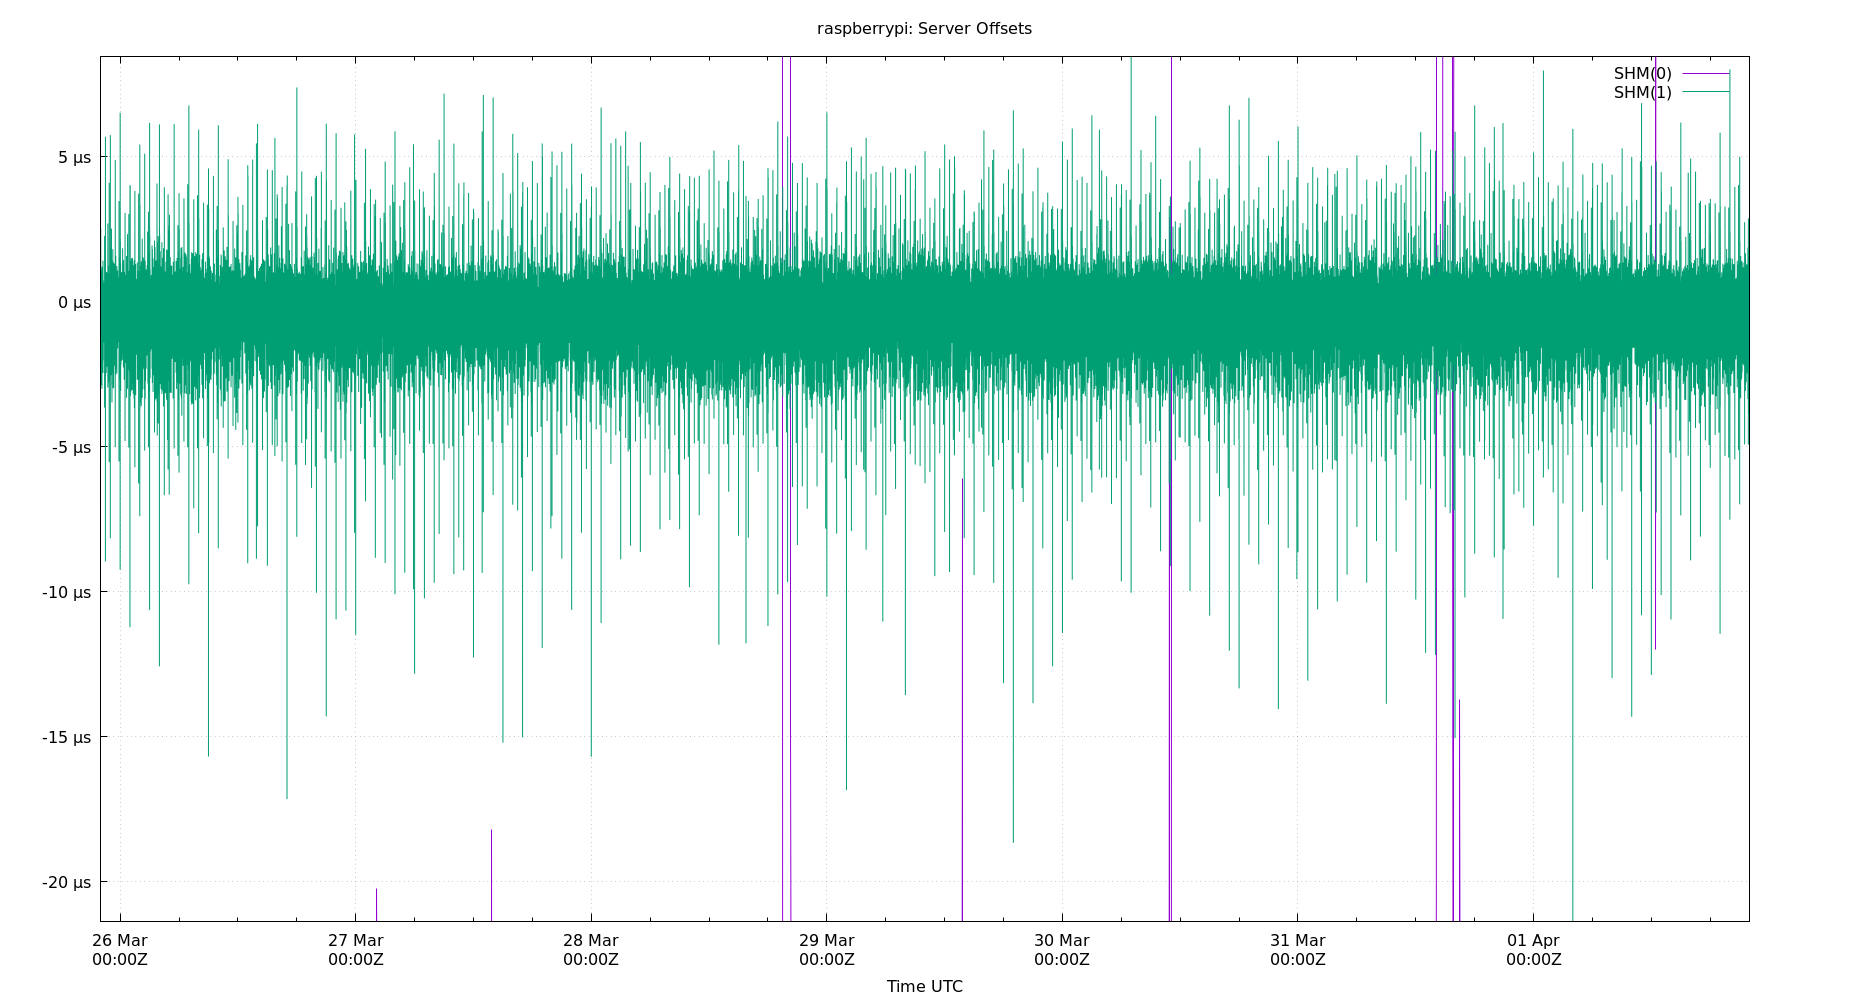 raspberrypi: Server Offsets
SHM(0)
SHM(1)
5 µs
0 µs
-5 µs
-10 µs
-15 µs
-20 µs
26 Mar 27 Mar 28 Mar 29 Mar 30 Mar 31 Mar 01 Apr
00:00Z 00:00Z 00:00Z 00:00Z 00:00Z 00:00Z 00:00Z
Time UTC